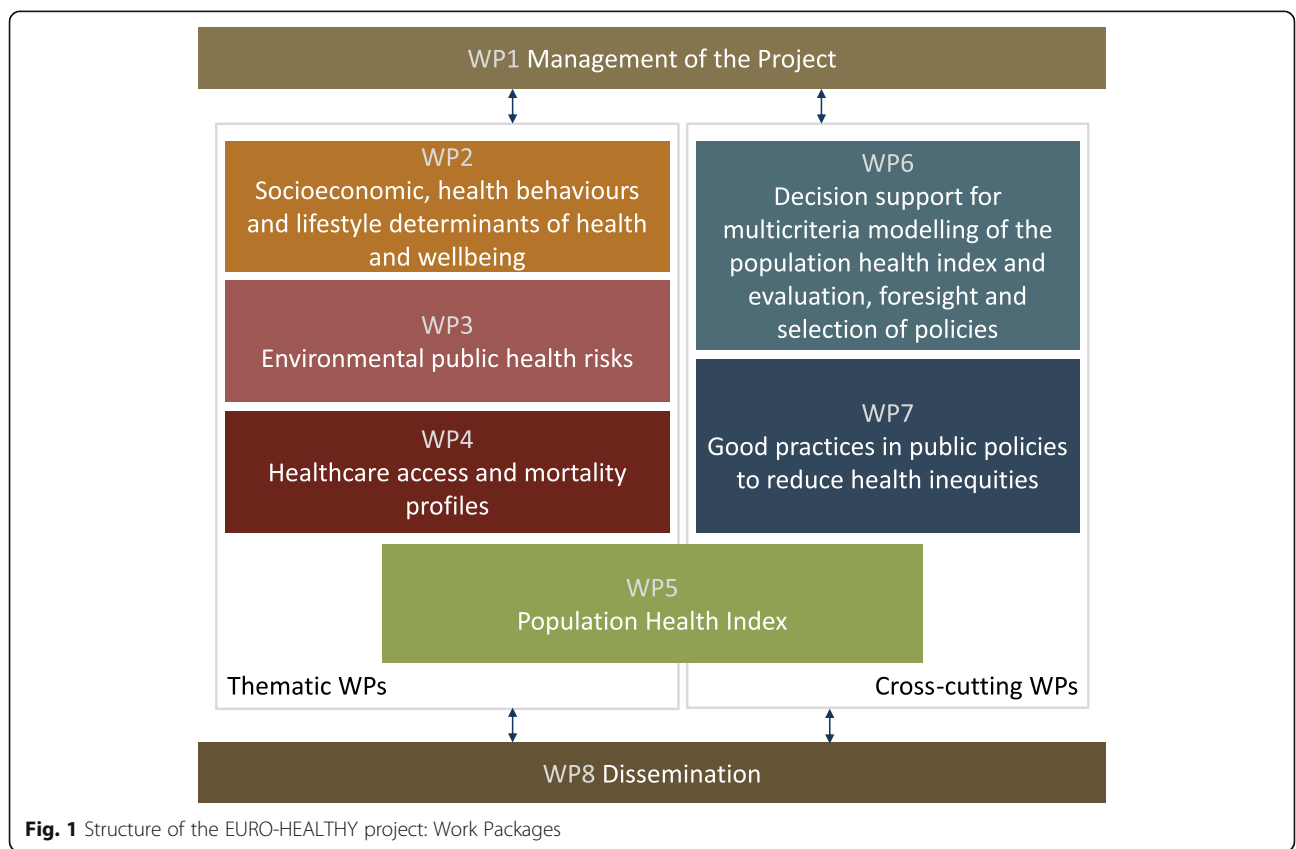 WP1 Management of the Project
WP2
Socioeconomic, health behaviours
and lifestyle determinants of health
and wellbeing
WP3
Environmental public health risks
WP4
Healthcare access and mortality
profiles
WP6
Decision support for
multicriteria modelling of the
population health index and
evaluation, foresight and
selection of policies
WP7
Good practices in public policies
to reduce health inequities
WP5
Population Health Index
Thematic WPs
Cross-cutting WPs
WP8 Dissemination
Fig. 1 Structure of the EURO-HEALTHY project: Work Packages